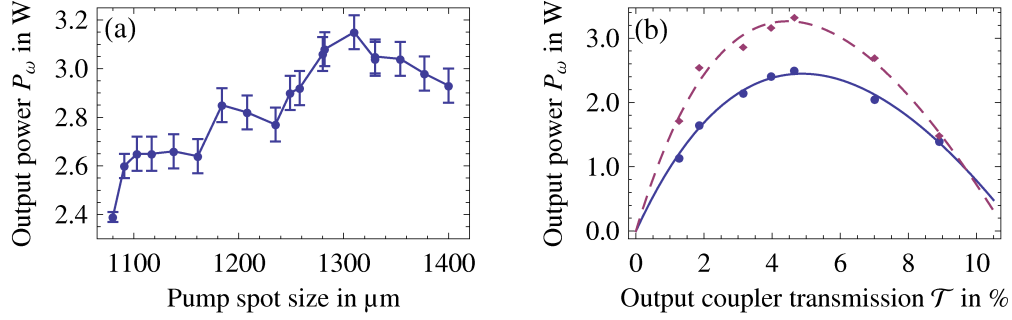 (a)
Output power Pω in W
3.2
3.0
2.8
2.6
2.4
1100 1200 1300 1400
Pump spot size in μm
(b)
Output power Pω in W
3.0
2.0
1.0
0.0
0 2 4 6 8 10
Output coupler transmission 𝒯 in %